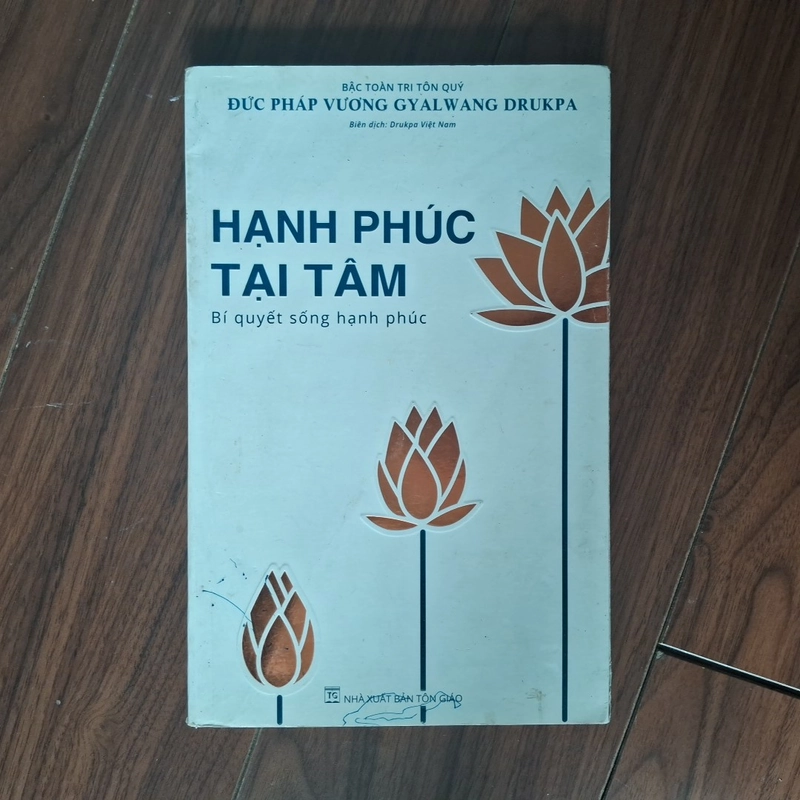 BẬC TOÀN TRI TÔN QUÝ
ĐỨC PHÁP VƯƠNG GYALWANG DRUKPA
Biên dịch: Drukpa Việt Nam
HẠNH PHÚC
TẠI TÂM
Bí quyết sống hạnh phúc
TG NHÀ XUẤT BẢN TÔN GIÁO